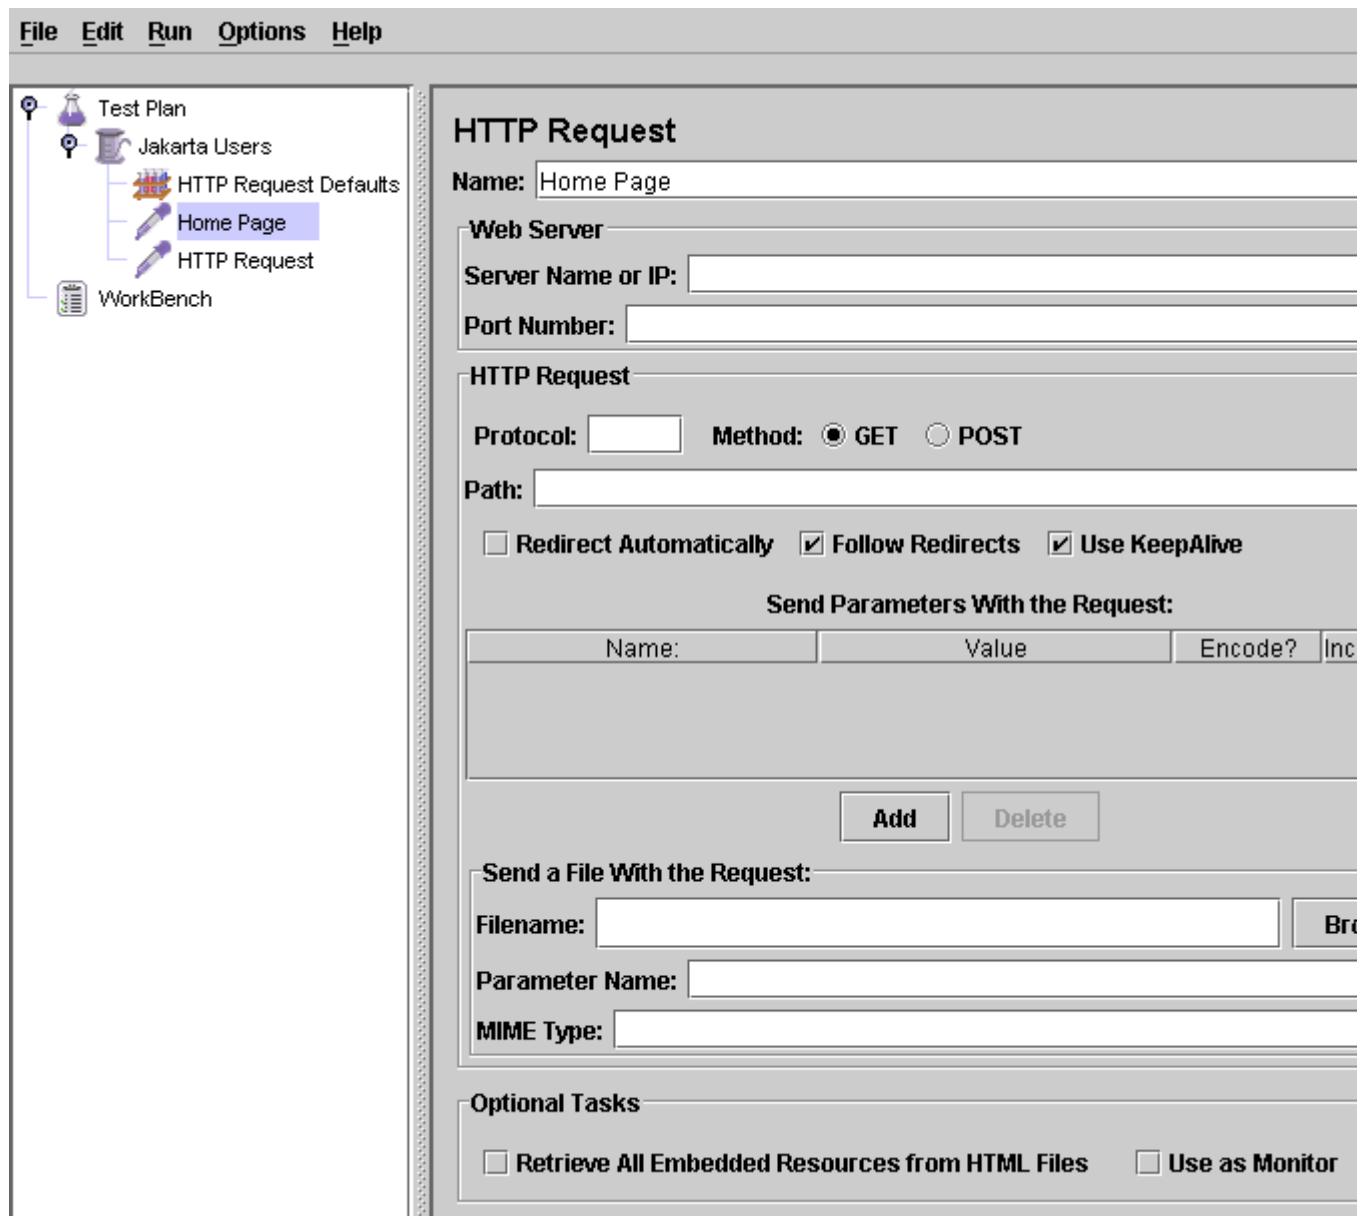 File Edit Run Options Help
Test Plan
Jakarta Users
HTTP Request Defaults
Home Page
HTTP Request
WorkBench
HTTP Request
Name: Home Page
Web Server
Server Name or IP:
Port Number:
HTTP Request
Protocol: Method: GET POST
Path:
Redirect Automatically Follow Redirects Use KeepAlive
Send Parameters With the Request:
Name: Value Encode? Inc
Add Delete
Send a File With the Request:
Filename: Bro
Parameter Name:
MIME Type:
Optional Tasks
Retrieve All Embedded Resources from HTML Files Use as Monitor